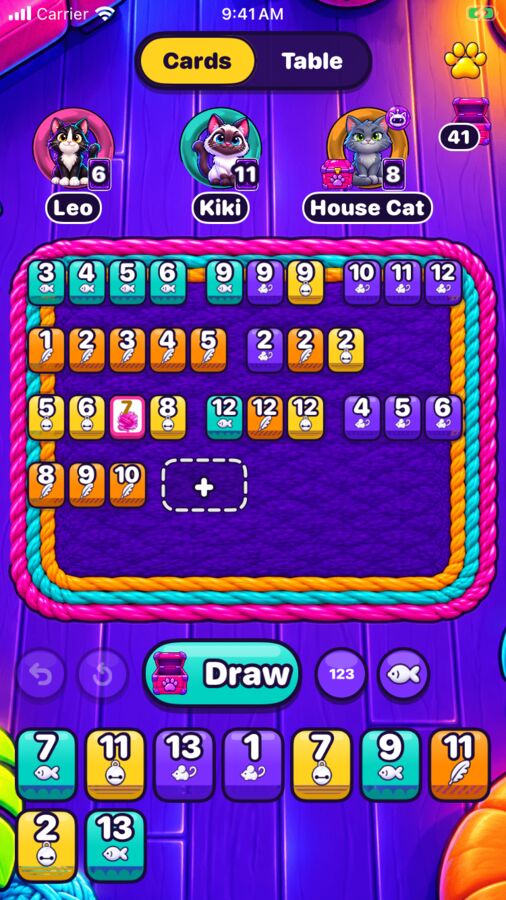 Carrier 9:41 AM
Cards Table
41
6 11 8
Leo Kiki House Cat
3 4 5 6 9 9 9 10 11 12
1 2 3 4 5 2 2 2
5 6 7 8 12 12 12 4 5 6
8 9 10 +
Draw 123
7 11 13 1 7 9 11
2 13